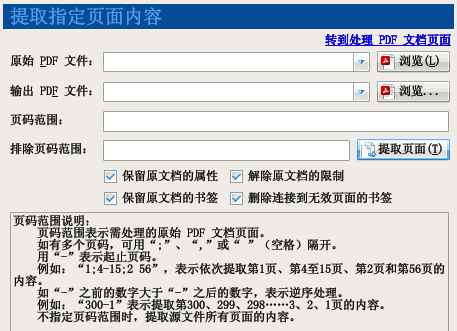 提取指定页面内容
转到处理 PDF 文档页面
原始 PDF 文件：
浏览(L)
输出 PDF 文件：
浏览...
页码范围：
排除页码范围：
提取页面(T)
保留原文档的属性 解除原文档的限制
保留原文档的书签 删除连接到无效页面的书签
页码范围说明：
页码范围表示需处理的原始 PDF 文档页面。
如有多个页码，可用“;”、“,”或“ ”（空格）隔开。
用“-”表示起止页码。
例如：“1;4-15;2 56”，表示依次提取第1页、第4至15页、第2页和第56页的
内容。
如“-”之前的数字大于“-”之后的数字，表示逆序处理。
例如：“300-1”表示提取第300、299、298……3、2、1页的内容。
不指定页码范围时，提取源文件所有页面的内容。